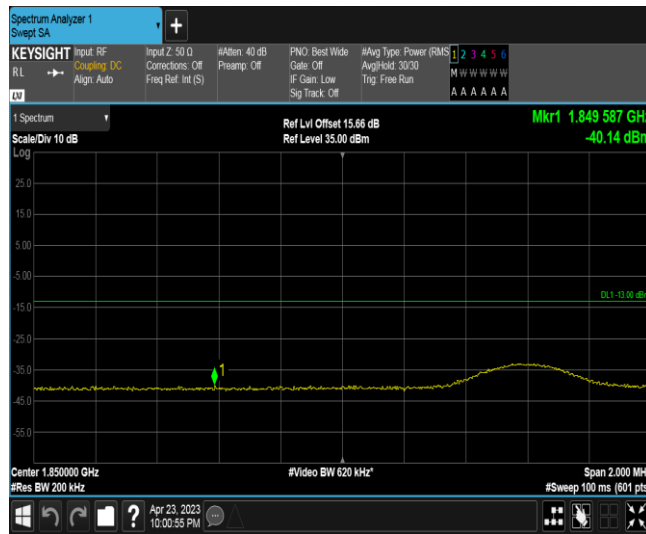 Spectrum Analyzer 1
Swept SA
KEYSIGHT
RL
LXI
Input: RF
Coupling: DC
Align: Auto
Input Z: 50 Ω
Corrections: Off
Freq Ref: Int (S)
#Atten: 40 dB
Preamp: Off
PNO: Best Wide
Gate: Off
IF Gain: Low
Sig Track: Off
#Avg Type: Power (RMS
Avg|Hold: 30/30
Trig: Free Run
1 2 3 4 5 6
M W W W W W
A A A A A A
1 Spectrum
Scale/Div 10 dB
Ref Lvl Offset 15.66 dB
Ref Level 35.00 dBm
Mkr1 1.849 587 GHz
-40.14 dBm
Log
25.0
15.0
5.00
-5.00
DL1 -13.00 dBm
-15.0
-25.0
-35.0
1
-45.0
-55.0
Center 1.850000 GHz
#Res BW 200 kHz
#Video BW 620 kHz*
Span 2.000 MH
#Sweep 100 ms (601 pts
?
Apr 23, 2023
10:00:55 PM